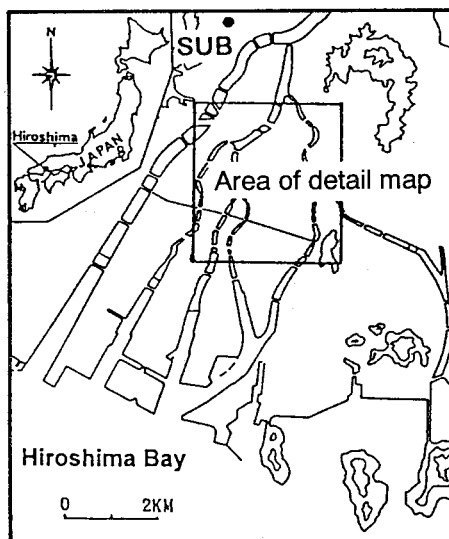 N
SUB
Hiroshima
JAPAN
Area of detail map
Hiroshima Bay
0 2KM